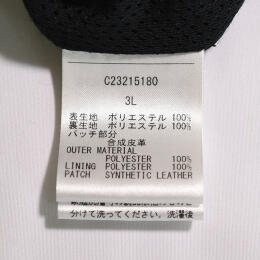 C23215180
3L
表生地 ポリエステル 100%
裏生地 ポリエステル 100%
パッチ部分
合成皮革
OUTER MATERIAL
POLYESTER 100%
LINING POLYESTER 100%
PATCH SYNTHETIC LEATHER
分けて洗ってください。洗濯後